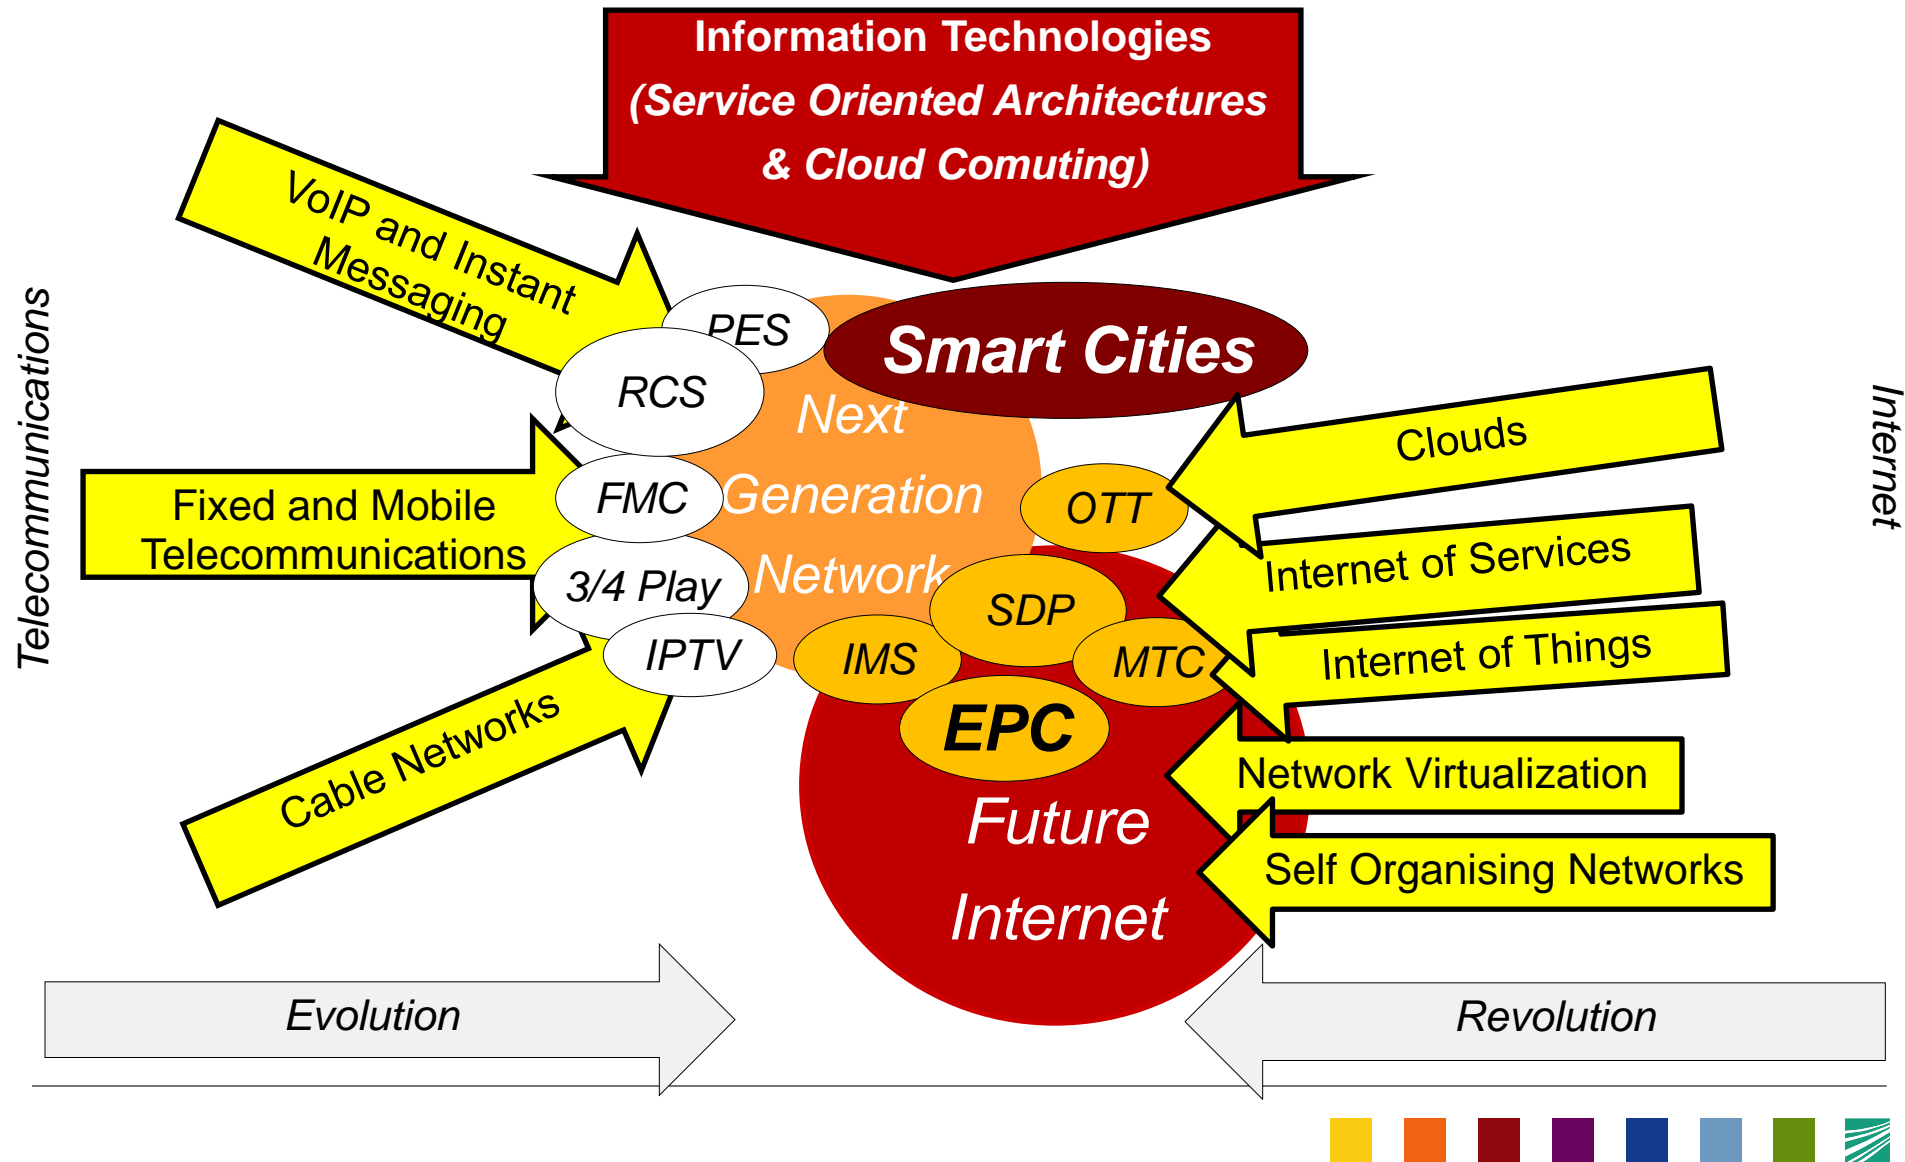 Information Technologies
(Service Oriented Architectures
& Cloud Comuting)
VoIP and Instant
Messaging
Telecommunications
PES
Smart Cities
RCS
Next
Internet
Clouds
Fixed and Mobile
Telecommunications
FMC
Generation
OTT
3/4 Play
Network
SDP
Internet of Services
IPTV
IMS
MTC
Internet of Things
Cable Networks
EPC
Network Virtualization
Future
Self Organising Networks
Internet
Evolution
Revolution